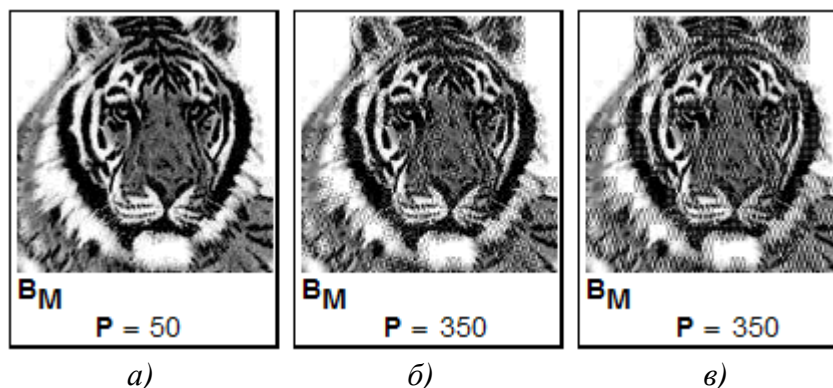 B_M B_M B_M
P = 50 P = 350 P = 350
а) б) в)